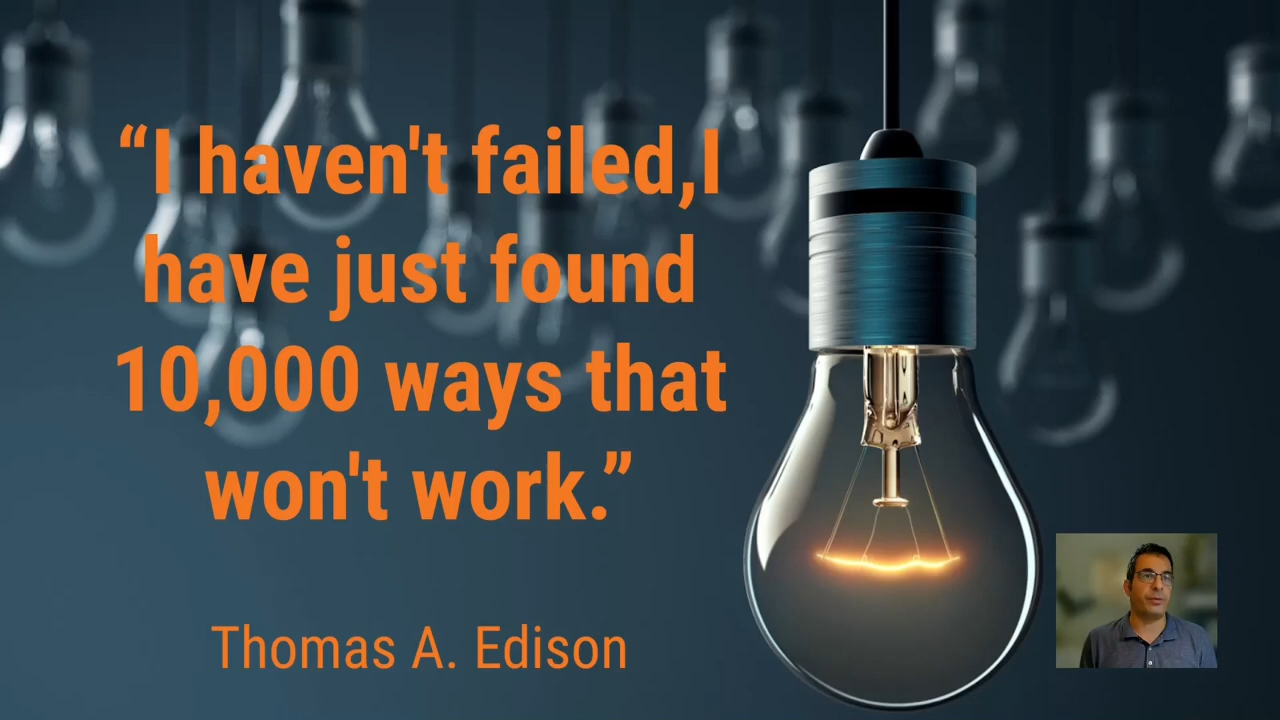 “I haven't failed,I
have just found
10,000 ways that
won't work.”
Thomas A. Edison